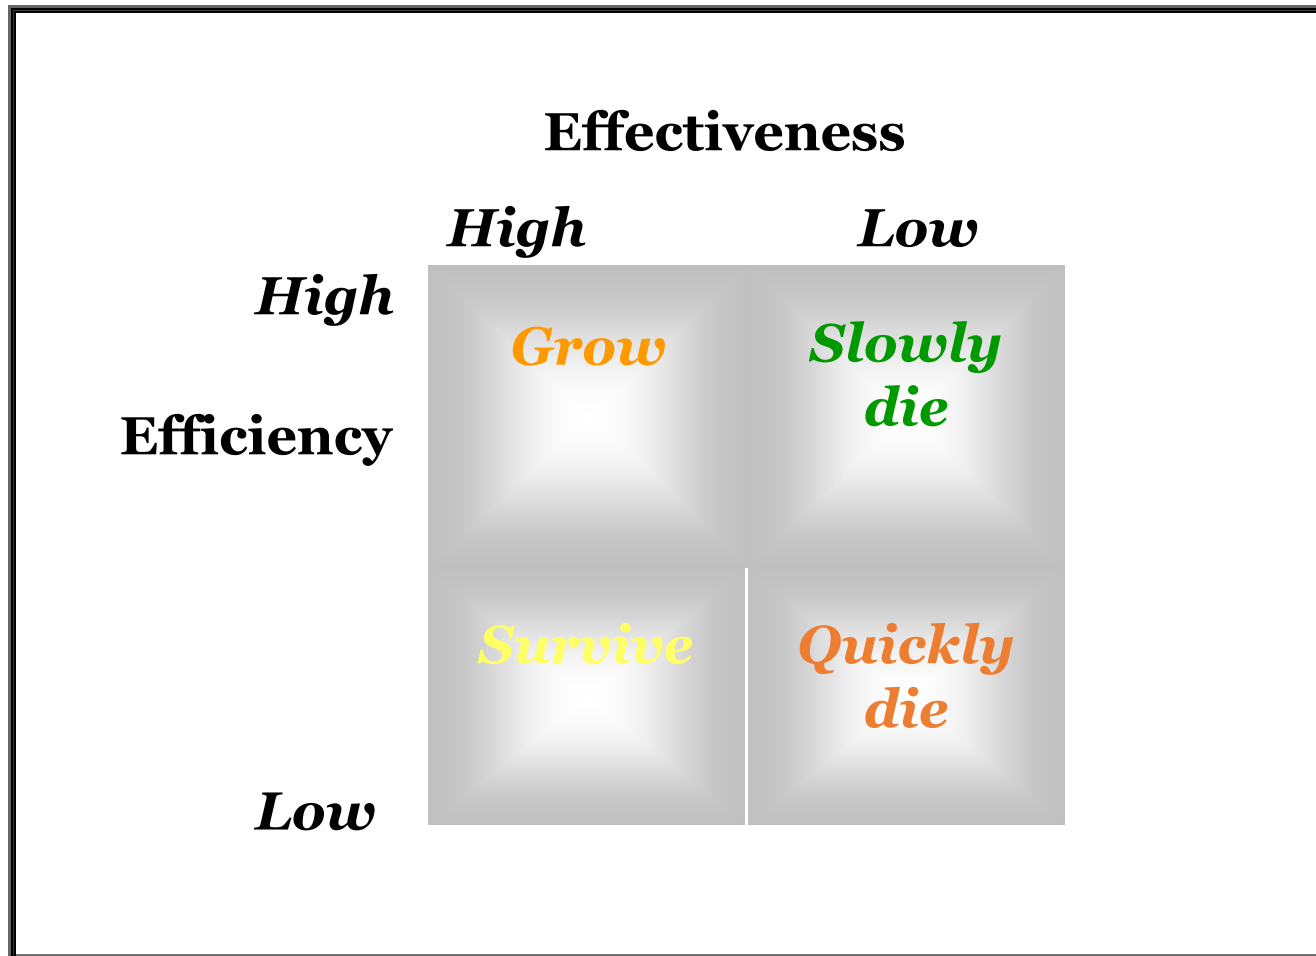 Effectiveness
High Low
High
Grow Slowly
die
Efficiency
Survive Quickly
die
Low